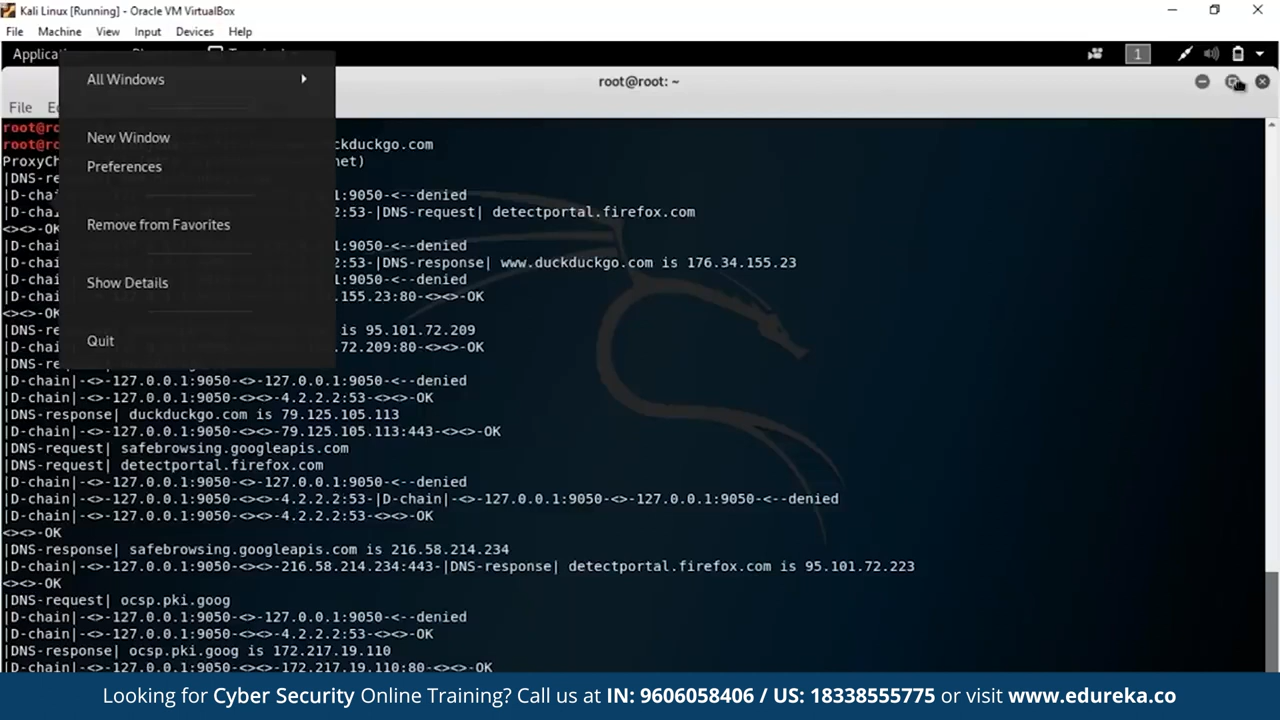 Kali Linux [Running] - Oracle VM VirtualBox
File Machine View Input Devices Help
1
root@root: ~
File
All Windows
New Window
Preferences
Remove from Favorites
Show Details
Quit
ckduckgo.com
ProxyCh net)
|DNS-re
|D-chai .1:9050-<--denied
|D-chai 2:53-|DNS-request| detectportal.firefox.com
<><>-OK
|D-chai .1:9050-<--denied
|D-chai 2:53-|DNS-response| www.duckduckgo.com is 176.34.155.23
|D-chai .1:9050-<--denied
|D-chai .155.23:80-<><>-OK
<><>-OK
|DNS-re is 95.101.72.209
|D-chai .72.209:80-<><>-OK
|DNS-re
|D-chain|-<>-127.0.0.1:9050-<>-127.0.0.1:9050-<--denied
|D-chain|-<>-127.0.0.1:9050-<><>-4.2.2.2:53-<><>-OK
|DNS-response| duckduckgo.com is 79.125.105.113
|D-chain|-<>-127.0.0.1:9050-<><>-79.125.105.113:443-<><>-OK
|DNS-request| safebrowsing.googleapis.com
|DNS-request| detectportal.firefox.com
|D-chain|-<>-127.0.0.1:9050-<>-127.0.0.1:9050-<--denied
|D-chain|-<>-127.0.0.1:9050-<><>-4.2.2.2:53-|D-chain|-<>-127.0.0.1:9050-<>-127.0.0.1:9050-<--denied
|D-chain|-<>-127.0.0.1:9050-<><>-4.2.2.2:53-<><>-OK
<><>-OK
|DNS-response| safebrowsing.googleapis.com is 216.58.214.234
|D-chain|-<>-127.0.0.1:9050-<><>-216.58.214.234:443-|DNS-response| detectportal.firefox.com is 95.101.72.223
<><>-OK
|DNS-request| ocsp.pki.goog
|D-chain|-<>-127.0.0.1:9050-<>-127.0.0.1:9050-<--denied
|D-chain|-<>-127.0.0.1:9050-<><>-4.2.2.2:53-<><>-OK
|DNS-response| ocsp.pki.goog is 172.217.19.110
|D-chain|-<>-127.0.0.1:9050-<><>-172.217.19.110:80-<><>-OK
Looking for Cyber Security Online Training? Call us at IN: 9606058406 / US: 18338555775 or visit www.edureka.co